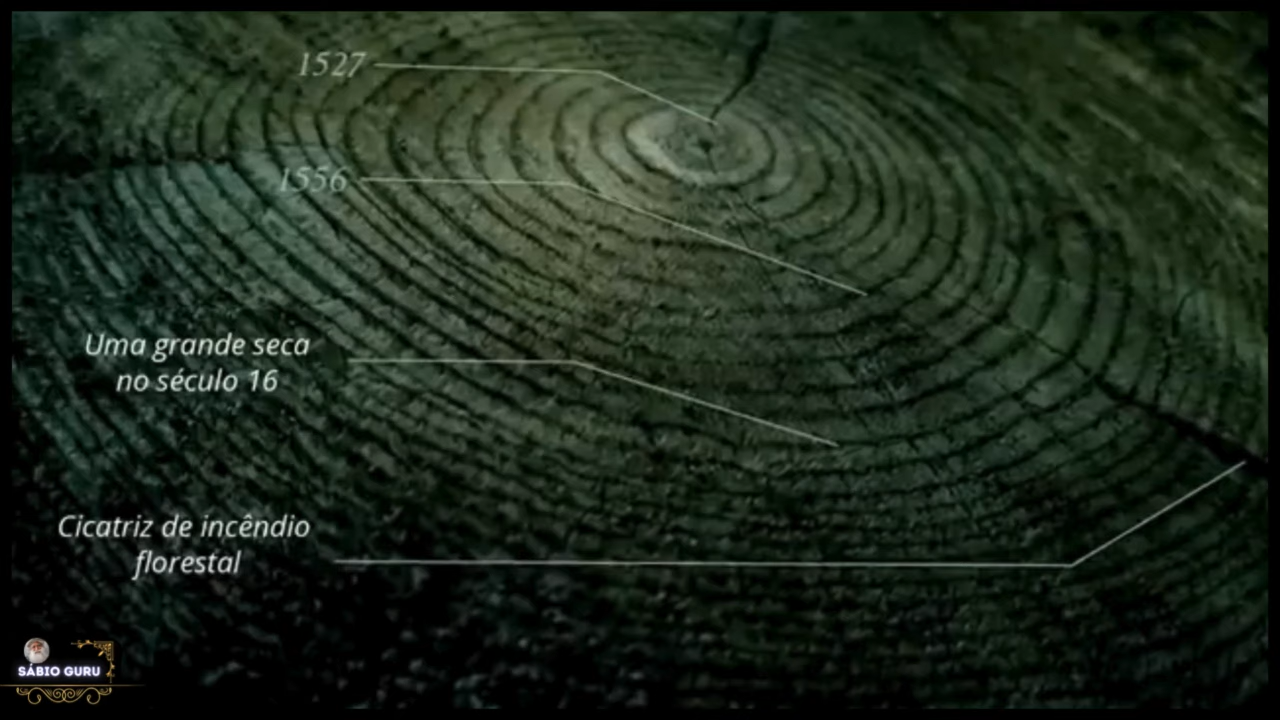 1527
1556
Uma grande seca
no século 16
Cicatriz de incêndio
florestal
SÁBIO GURU